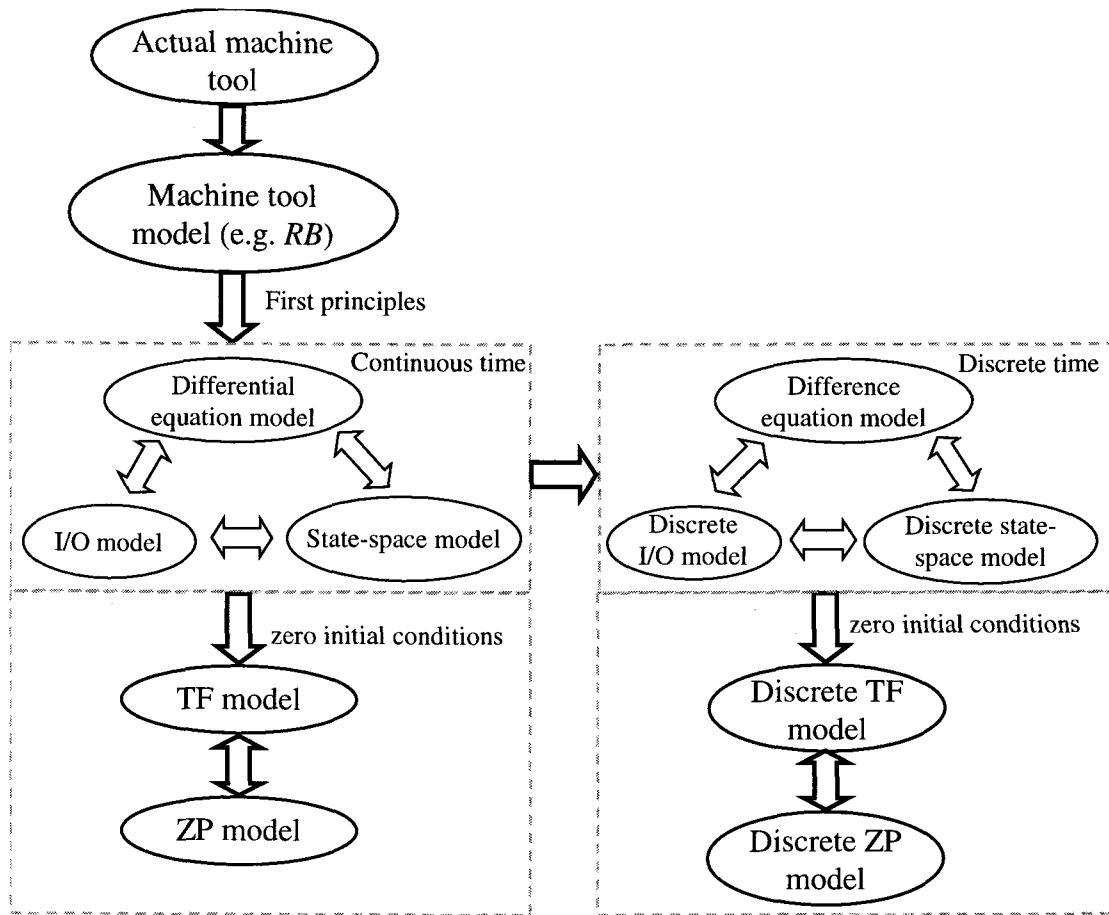 Actual machine
tool
Machine tool
model (e.g. RB)
First principles
Continuous time
Differential
equation model
I/O model
State-space model
zero initial conditions
TF model
ZP model
Discrete time
Difference
equation model
Discrete
I/O model
Discrete state-
space model
zero initial conditions
Discrete TF
model
Discrete ZP
model